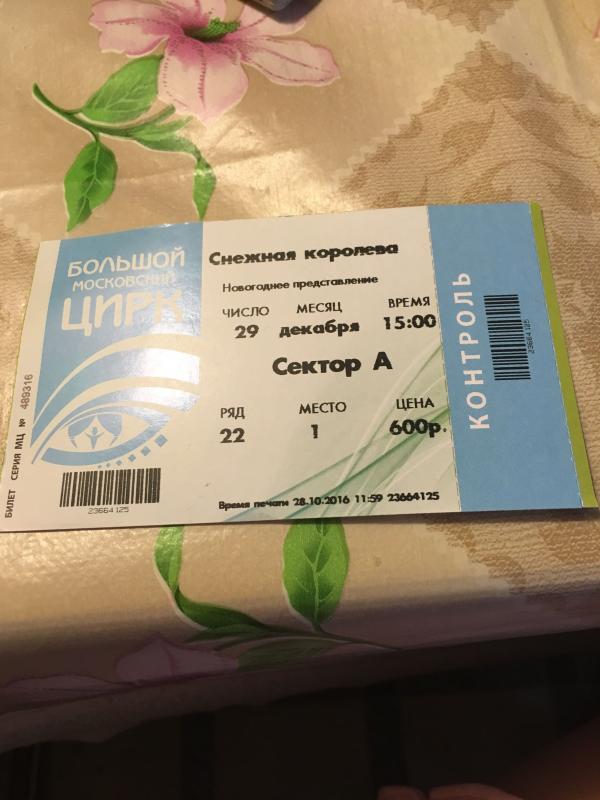 БОЛЬШОЙ
МОСКОВСКИЙ
ЦИРК
БИЛЕТ СЕРИЯ МЦ № 489316
23664125
Снежная королева
Новогоднее представление
ЧИСЛО МЕСЯЦ ВРЕМЯ
29 декабря 15:00
Сектор А
РЯД МЕСТО ЦЕНА
22 1 600р.
Время печати 28.10.2016 11:59 23664125
КОНТРОЛЬ
23664125